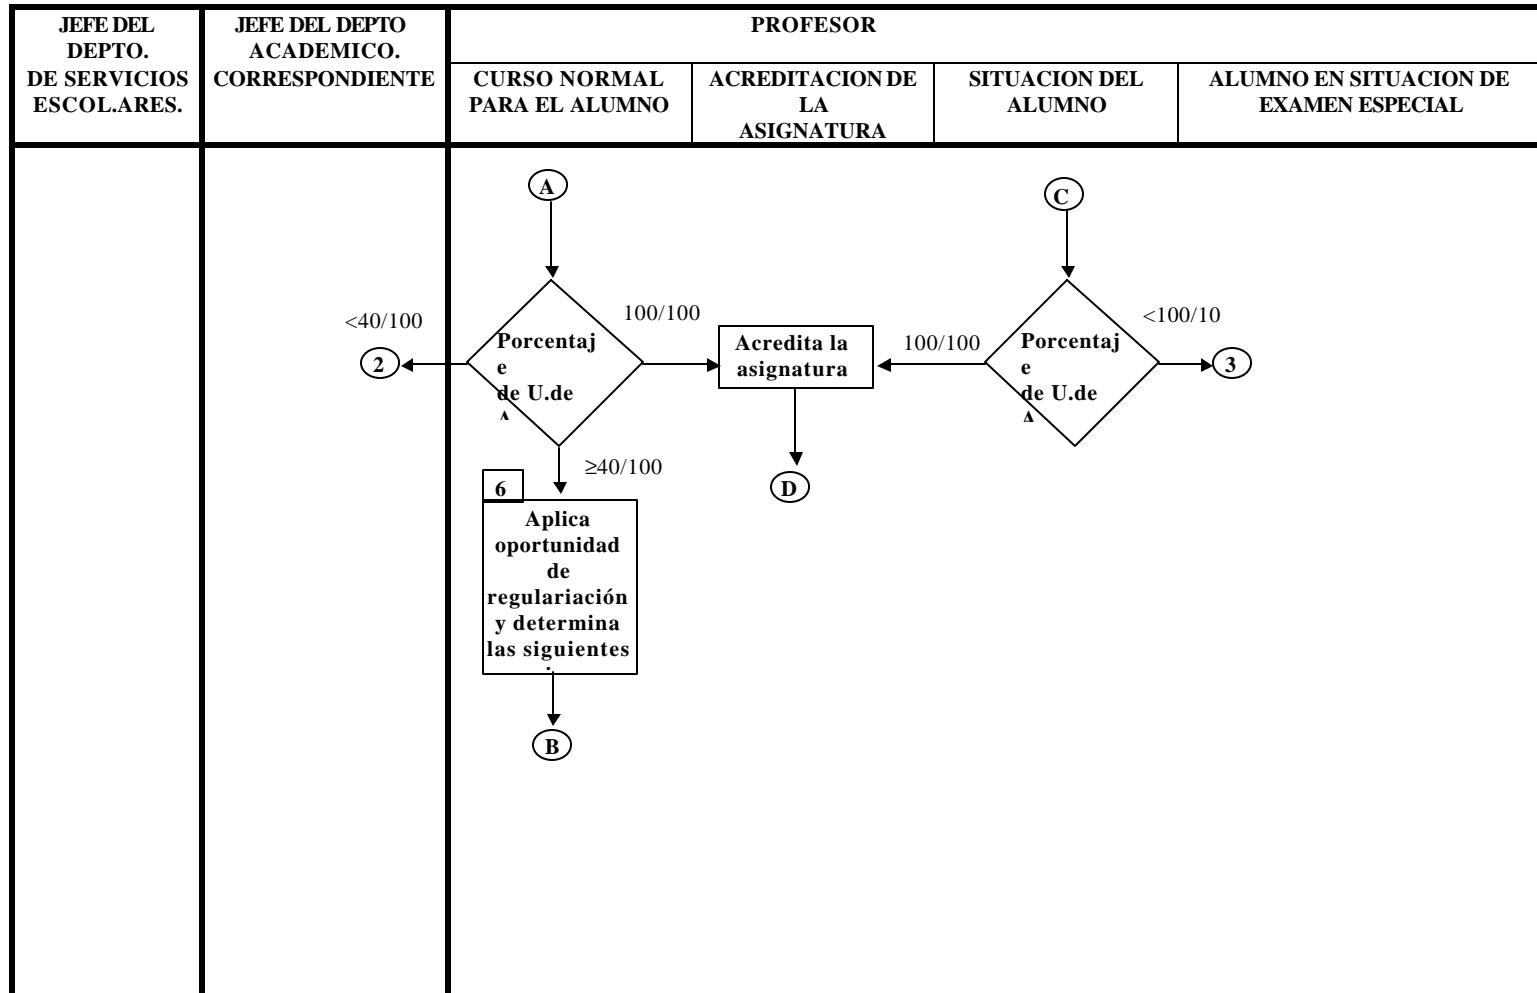 JEFE DEL
DEPTO.
DE SERVICIOS
ESCOL.ARES.
JEFE DEL DEPTO
ACADEMICO.
CORRESPONDIENTE
PROFESOR
CURSO NORMAL
PARA EL ALUMNO
ACREDITACION DE
LA
ASIGNATURA
SITUACION DEL
ALUMNO
ALUMNO EN SITUACION DE
EXAMEN ESPECIAL
A
C
<40/100
100/100
2
Porcentaj
e
de U.de
A
Acredita la
asignatura
100/100
<100/10
Porcentaj
e
de U.de
A
3
≥40/100
D
6
Aplica
oportunidad
de
regulariación
y determina
las siguientes
B